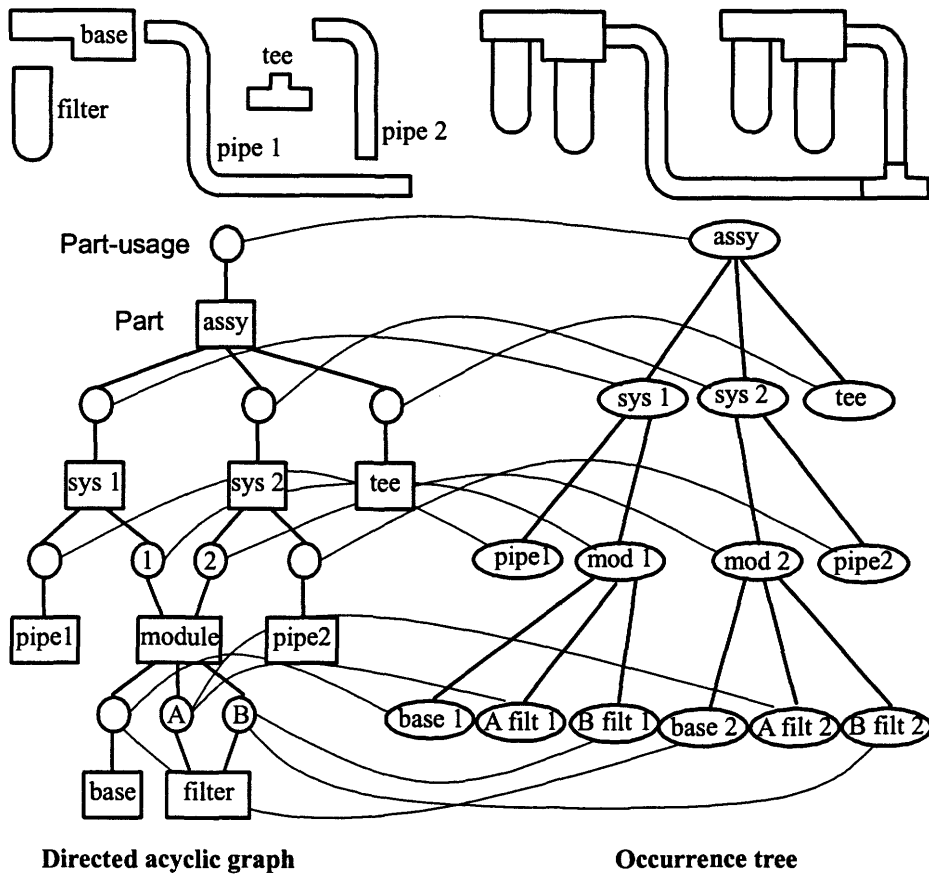 base
tee
filter
pipe 1
pipe 2
Part-usage
assy
Part
assy
sys 1
sys 2
tee
sys 1
sys 2
tee
1
2
pipe1
mod 1
mod 2
pipe2
pipe1
module
pipe2
A
B
base 1
A filt 1
B filt 1
base 2
A filt 2
B filt 2
base
filter
Directed acyclic graph
Occurrence tree